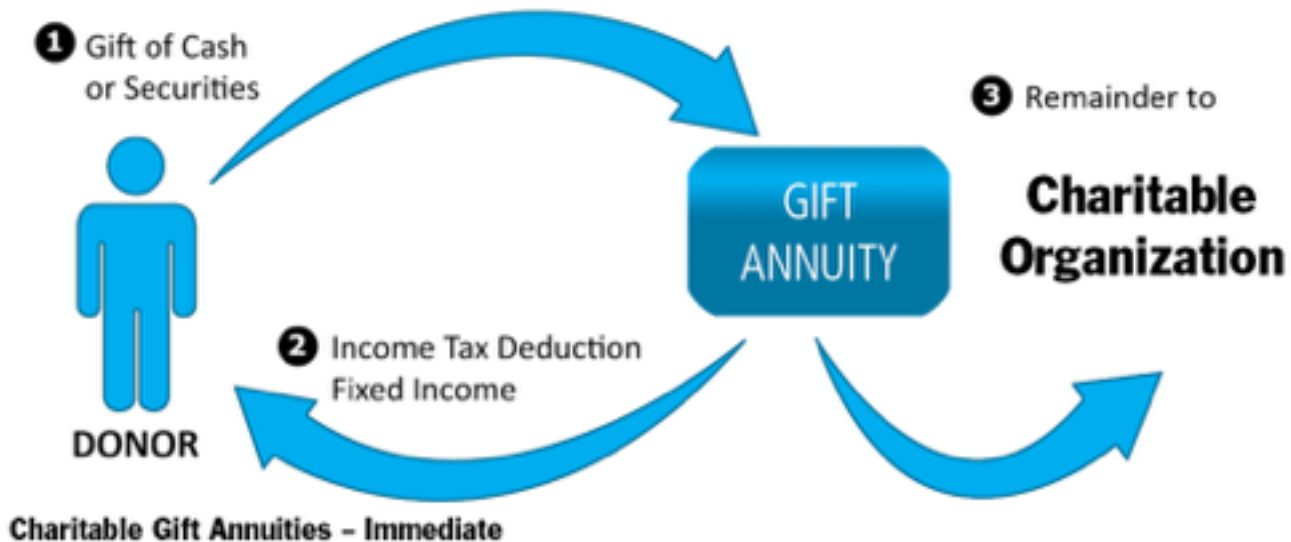 1 Gift of Cash
or Securities
3 Remainder to
Charitable
Organization
GIFT
ANNUITY
2 Income Tax Deduction
Fixed Income
DONOR
Charitable Gift Annuities – Immediate